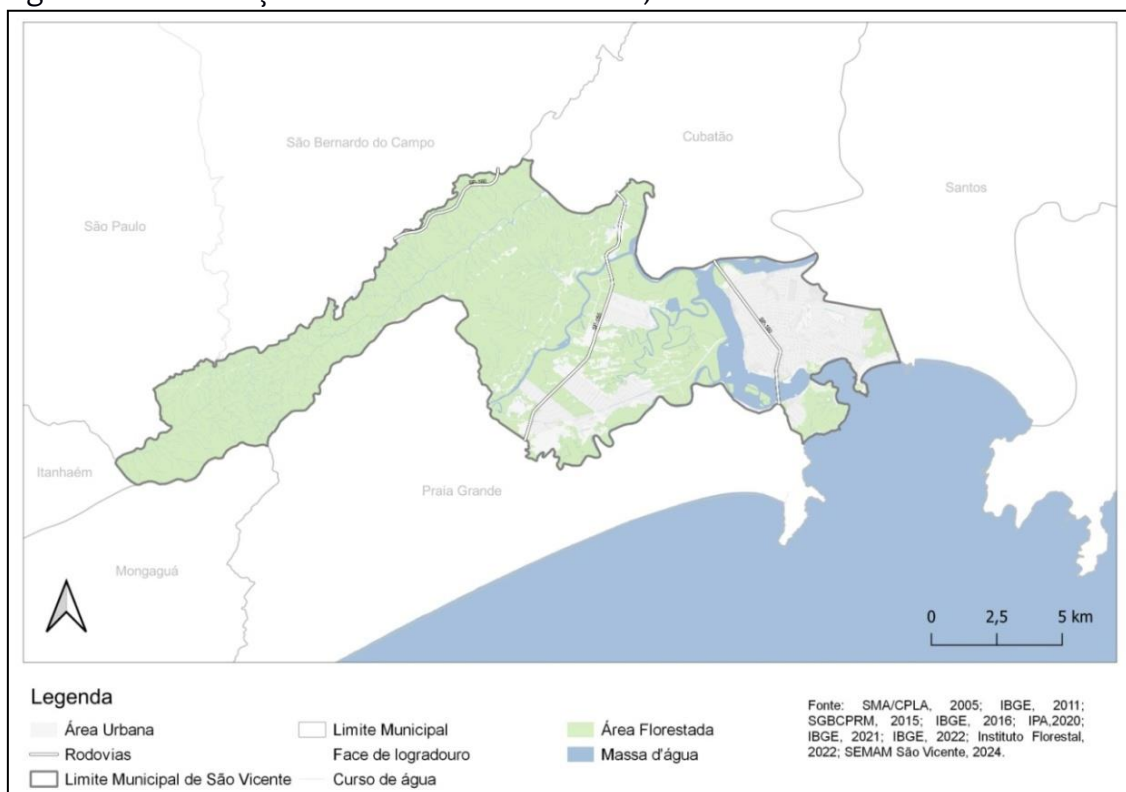 São Bernardo do Campo
Cubatão
Santos
São Paulo
Itanhaém
Praia Grande
Mongaguá
0 2,5 5 km
Legenda
Área Urbana
Rodovias
Limite Municipal de São Vicente
Limite Municipal
Face de logradouro
Curso de água
Área Florestada
Massa d'água
Fonte: SMA/CPLA, 2005; IBGE, 2011;
SGBCPRM, 2015; IBGE, 2016; IPA,2020;
IBGE, 2021; IBGE, 2022; Instituto Florestal,
2022; SEMAM São Vicente, 2024.